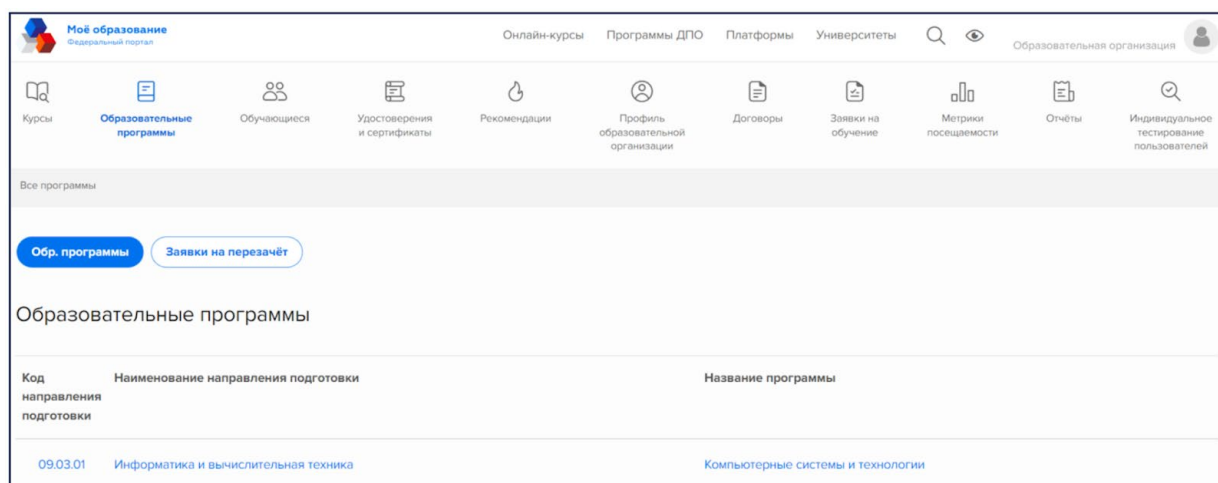 Моё образование
Федеральный портал
Онлайн-курсы Программы ДПО Платформы Университеты
Образовательная организация
Курсы
Образовательные
программы
Обучающиеся
Удостоверения
и сертификаты
Рекомендации
Профиль
образовательной
организации
Договоры
Заявки на
обучение
Метрики
посещаемости
Отчёты
Индивидуальное
тестирование
пользователей
Все программы
Обр. программы Заявки на перезачёт
Образовательные программы
Код
направления
подготовки
Наименование направления подготовки
Название программы
09.03.01 Информатика и вычислительная техника Компьютерные системы и технологии